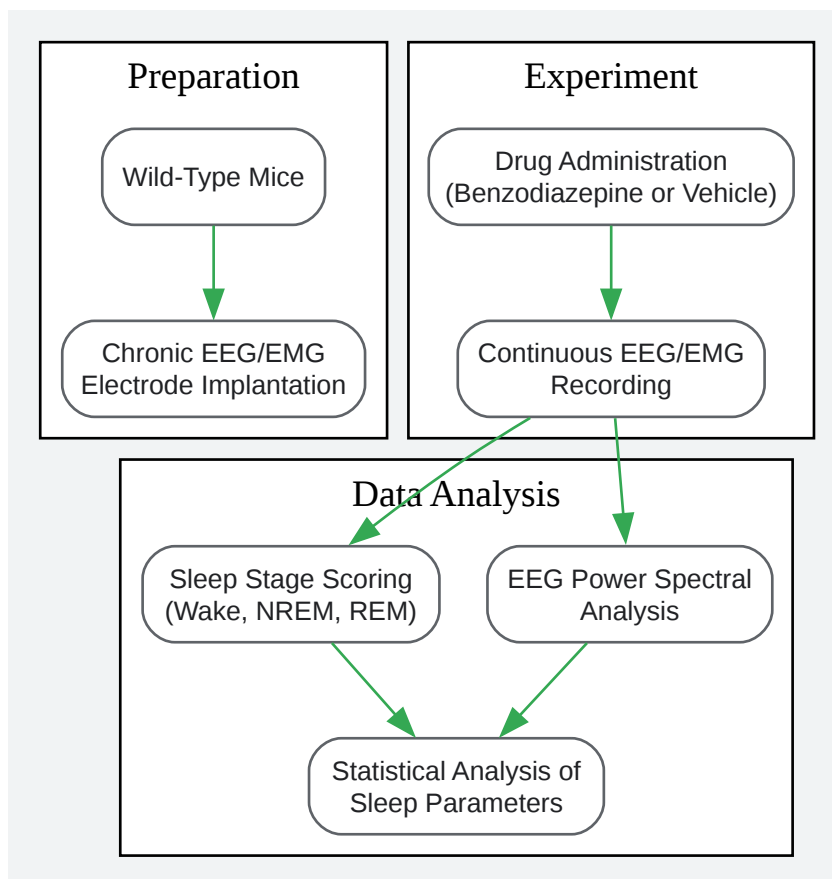 Preparation
Wild-Type Mice
Chronic EEG/EMG
Electrode Implantation
Experiment
Drug Administration
(Benzodiazepine or Vehicle)
Continuous EEG/EMG
Recording
Data Analysis
Sleep Stage Scoring
(Wake, NREM, REM)
EEG Power Spectral
Analysis
Statistical Analysis of
Sleep Parameters